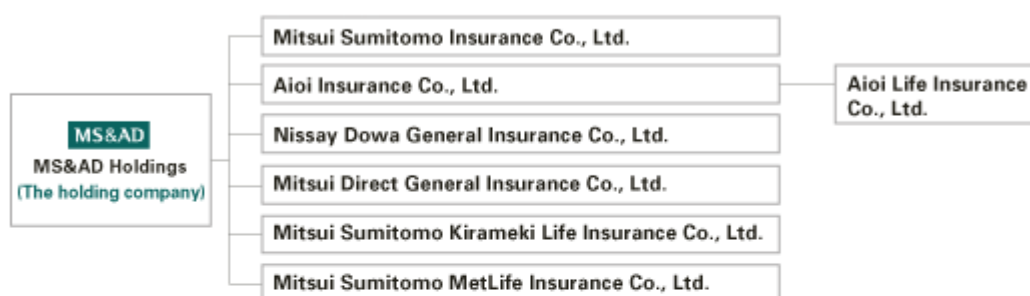 Mitsui Sumitomo Insurance Co., Ltd.
Aioi Insurance Co., Ltd.
Aioi Life Insurance
Co., Ltd.
MS&AD
MS&AD Holdings
(The holding company)
Nissay Dowa General Insurance Co., Ltd.
Mitsui Direct General Insurance Co., Ltd.
Mitsui Sumitomo Kirameki Life Insurance Co., Ltd.
Mitsui Sumitomo MetLife Insurance Co., Ltd.